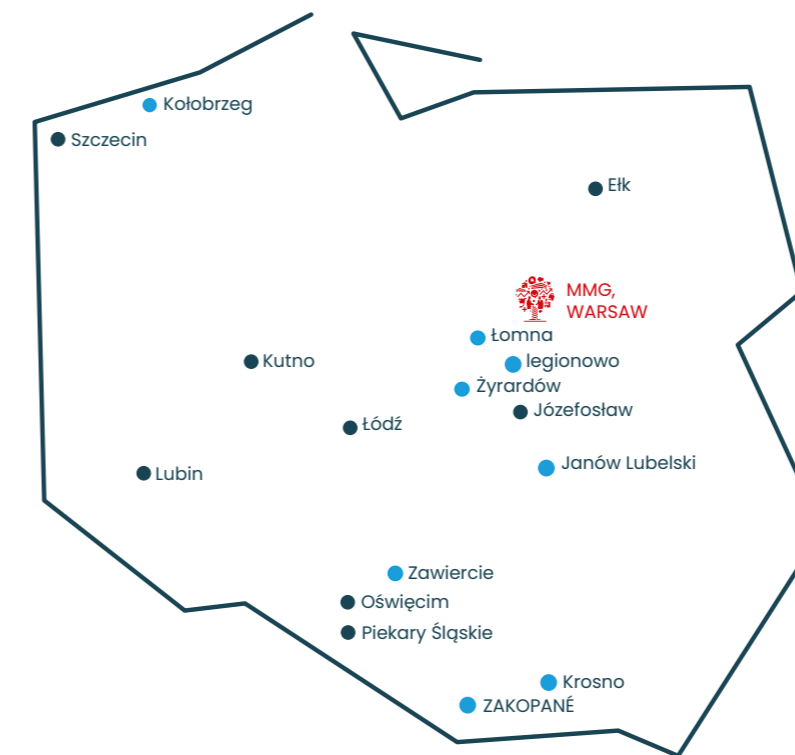 Kołobrzeg
Szczecin
Ełk
MMG,
WARSAW
Łomna
Kutno
legionowo
Żyrardów
Józefosław
Łódź
Janów Lubelski
Lubin
Zawiercie
Oświęcim
Piekary Śląskie
Krosno
ZAKOPANÉ